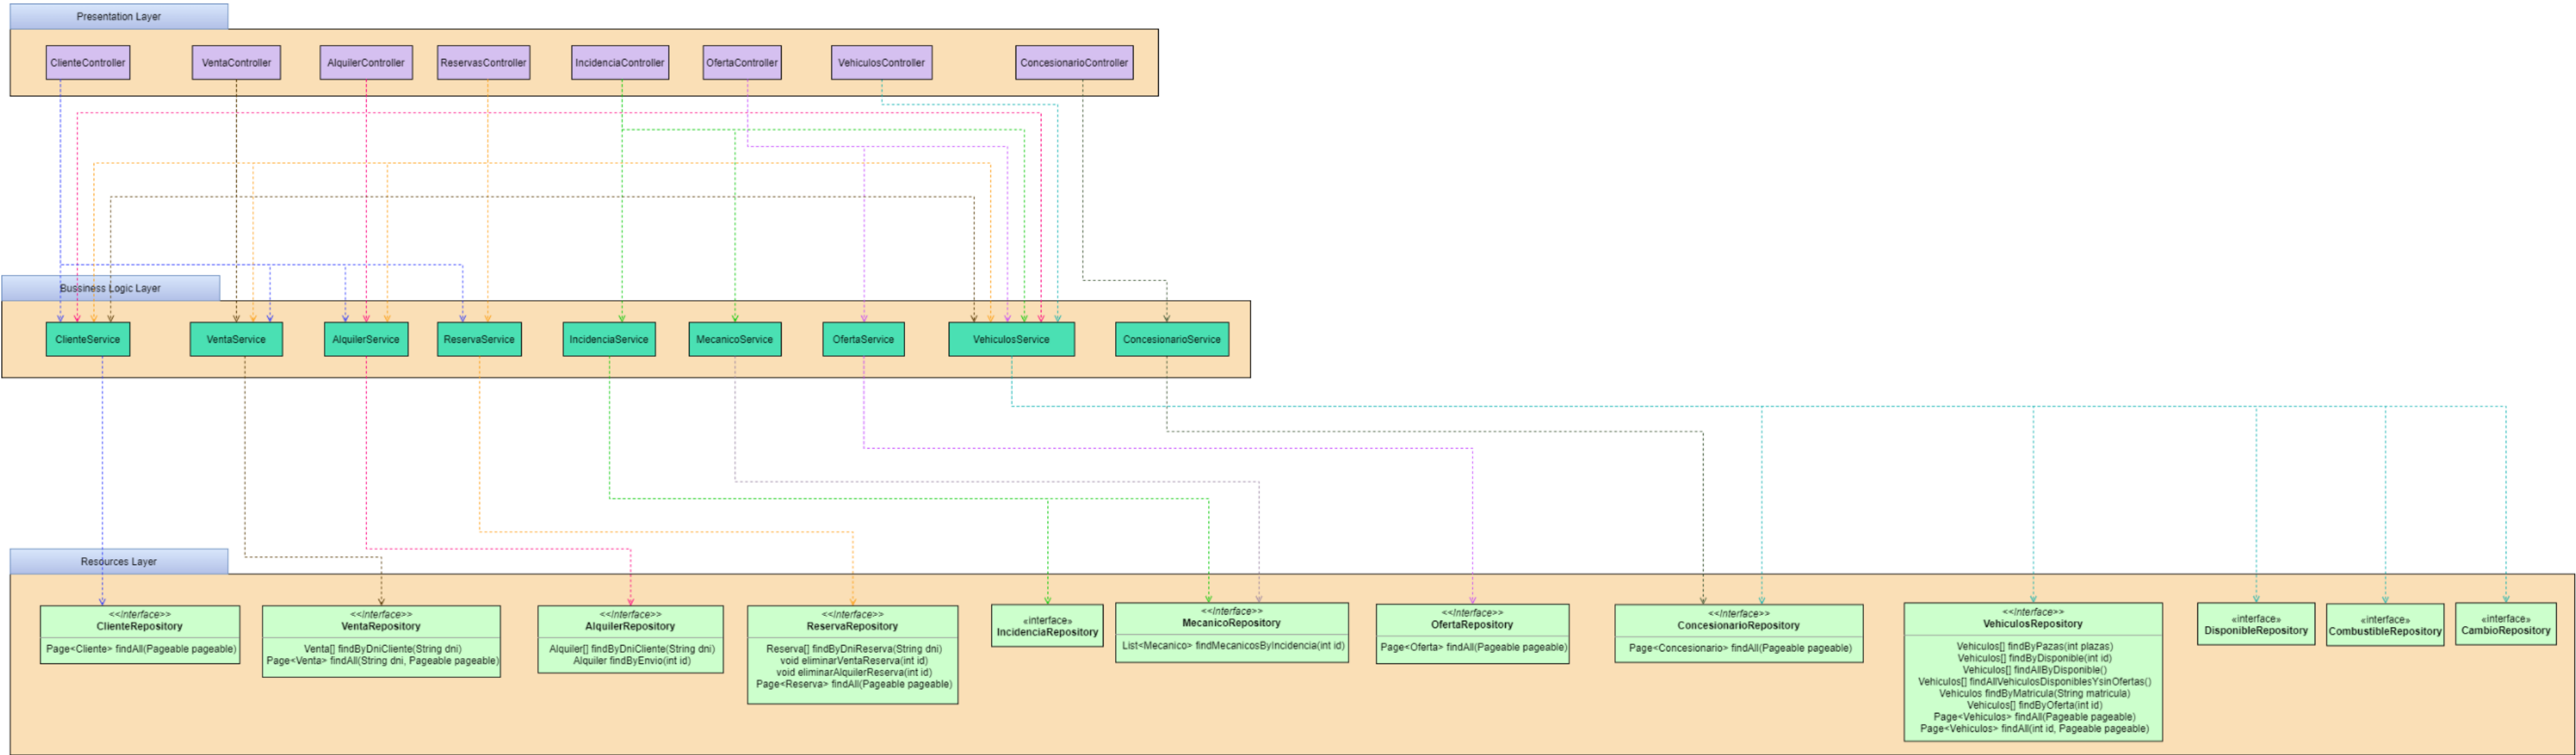 Presentation Layer
ClienteController
VentaController
AlquilerController
ReservasController
IncidenciaController
OfertaController
VehiculosController
ConcesionarioController
Bussiness Logic Layer
ClienteService
VentaService
AlquilerService
ReservaService
IncidenciaService
MecanicoService
OfertaService
VehiculosService
ConcesionarioService
Resources Layer
<<Interface>>
ClienteRepository
Page<Cliente> findAll(Pageable pageable)
<<Interface>>
VentaRepository
Venta[] findByDniCliente(String dni)
Page<Venta> findAll(String dni, Pageable pageable)
<<Interface>>
AlquilerRepository
Alquiler[] findByDniCliente(String dni)
Alquiler findByEnvio(int id)
<<Interface>>
ReservaRepository
Reserva[] findByDniReserva(String dni)
void eliminarVentaReserva(int id)
void eliminarAlquilerReserva(int id)
Page<Reserva> findAll(Pageable pageable)
«interface»
IncidenciaRepository
<<Interface>>
MecanicoRepository
List<Mecanico> findMecanicosByIncidencia(int id)
<<Interface>>
OfertaRepository
Page<Oferta> findAll(Pageable pageable)
<<Interface>>
ConcesionarioRepository
Page<Concesionario> findAll(Pageable pageable)
<<Interface>>
VehiculosRepository
Vehiculos[] findByPazas(int plazas)
Vehiculos[] findByDisponible(int id)
Vehiculos[] findAllByDisponible()
Vehiculos[] findAllVehiculosDisponiblesYsinOfertas()
Vehiculos findByMatricula(String matricula)
Vehiculos[] findByOferta(int id)
Page<Vehiculos> findAll(Pageable pageable)
Page<Vehiculos> findAll(int id, Pageable pageable)
«interface»
DisponibleRepository
«interface»
CombustibleRepository
«interface»
CambioRepository